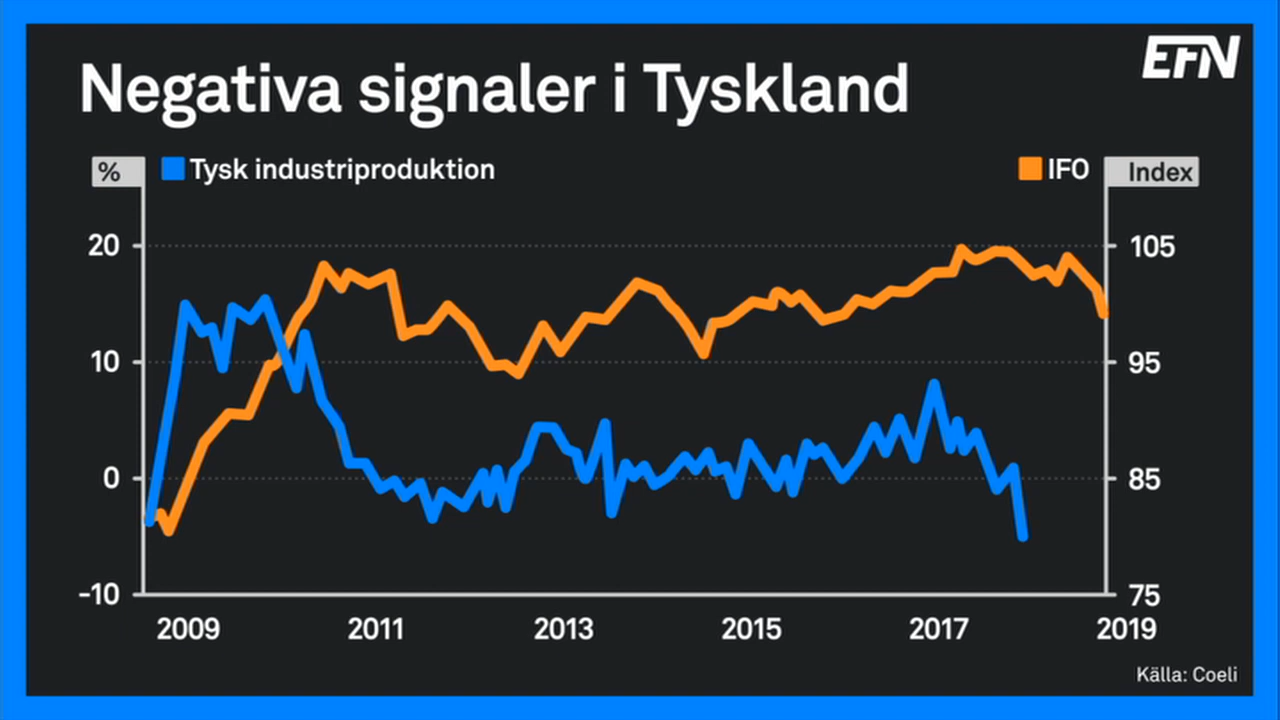 EFN
Negativa signaler i Tyskland
% Tysk industriproduktion IFO Index
20 105
10 95
0 85
-10 75
2009 2011 2013 2015 2017 2019
Källa: Coeli